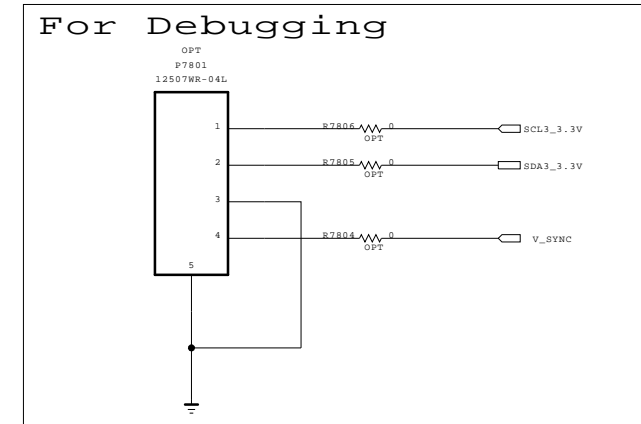 For Debugging
OPT
P7801
12507WR-04L
1 R7806 0 SCL3_3.3V
OPT
2 R7805 0 SDA3_3.3V
OPT
3
4 R7804 0 V_SYNC
OPT
5